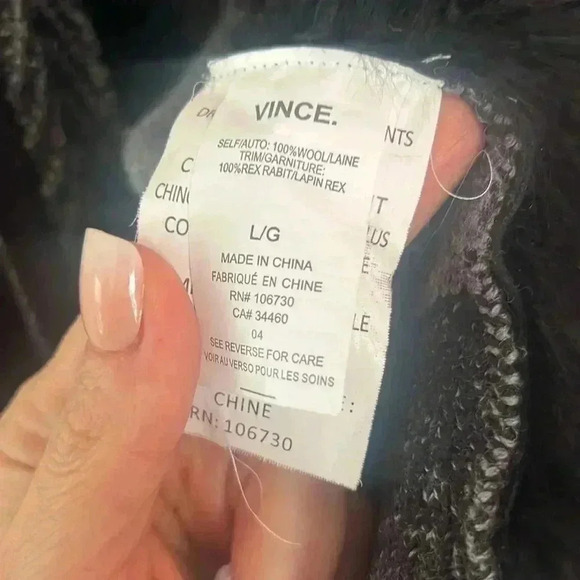 VINCE.
SELF/AUTO: 100%WOOL/LAINE
TRIM/GARNITURE:
100%REX RABIT/LAPIN REX
L/G
MADE IN CHINA
FABRIQUÉ EN CHINE
RN# 106730
CA# 34460
04
SEE REVERSE FOR CARE
VOIR AU VERSO POUR LES SOINS
CHINE
RN: 106730